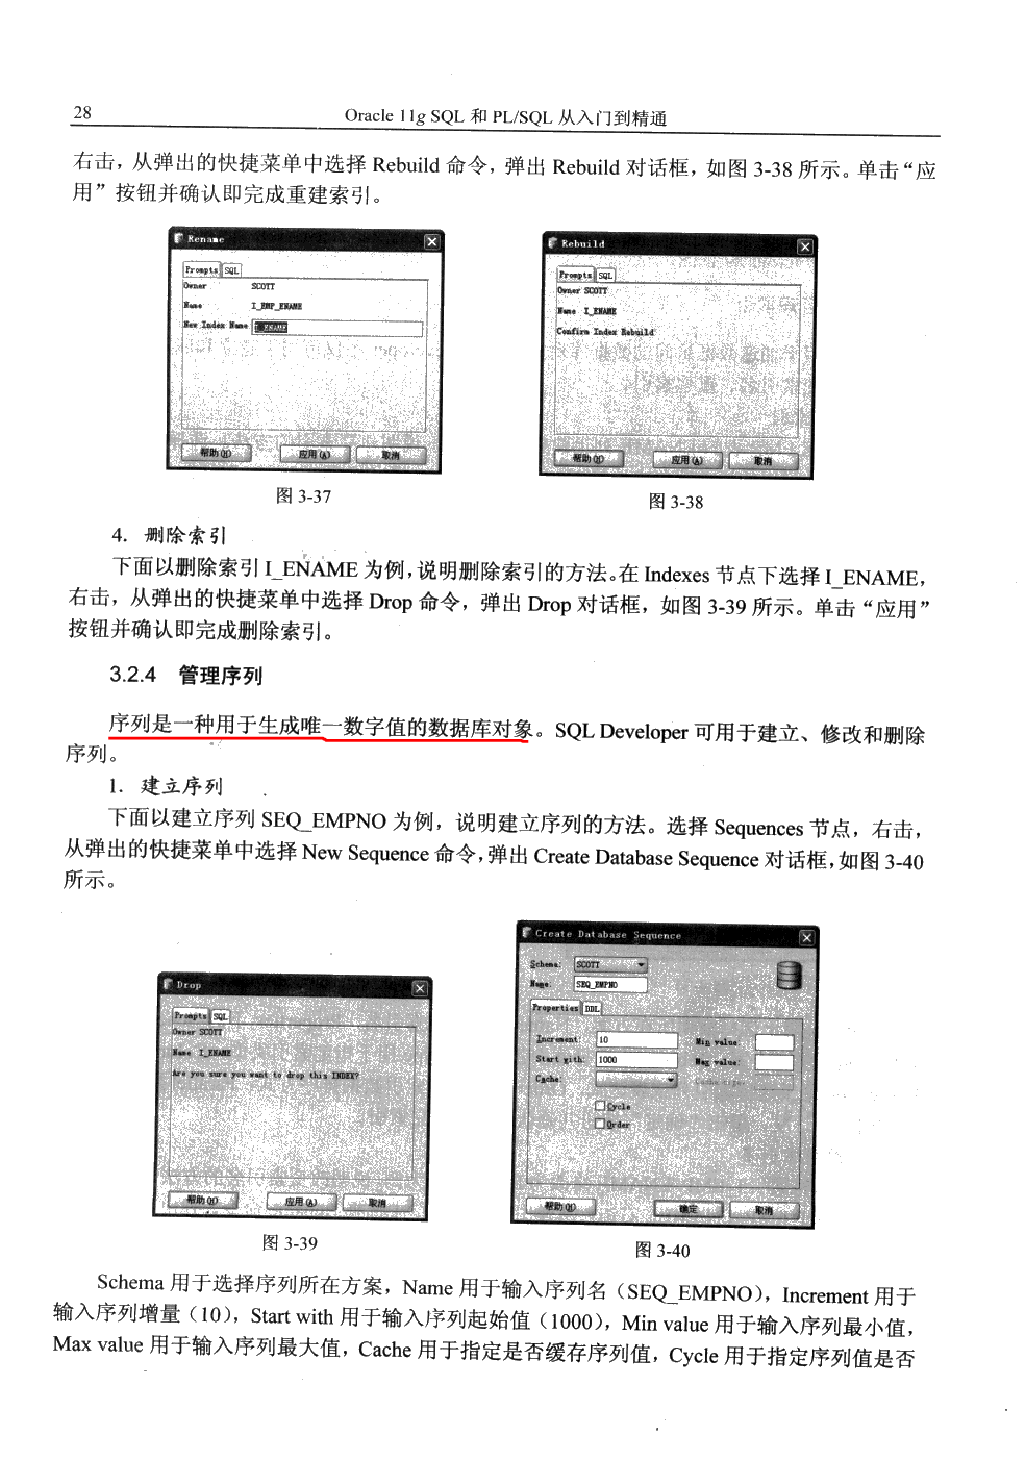 28
Oracle 11g SQL 和 PL/SQL 从入门到精通
右击，从弹出的快捷菜单中选择 Rebuild 命令，弹出 Rebuild 对话框，如图 3-38 所示。单击“应
用”按钮并确认即完成重建索引。
Rename
Prompts SQL
Owner SCOTT
Name I_EMP_ENAME
New Index Name I_ENAME
帮助(H) 应用(A) 取消
图 3-37
Rebuild
Prompts SQL
Owner SCOTT
Name I_ENAME
Confirm Index Rebuild
帮助(H) 应用(A) 取消
图 3-38
4. 删除索引
下面以删除索引 I_ENAME 为例，说明删除索引的方法。在 Indexes 节点下选择 I_ENAME，
右击，从弹出的快捷菜单中选择 Drop 命令，弹出 Drop 对话框，如图 3-39 所示。单击“应用”
按钮并确认即完成删除索引。
3.2.4 管理序列
序列是一种用于生成唯一数字值的数据库对象。SQL Developer 可用于建立、修改和删除
序列。
1. 建立序列
下面以建立序列 SEQ_EMPNO 为例，说明建立序列的方法。选择 Sequences 节点，右击，
从弹出的快捷菜单中选择 New Sequence 命令，弹出 Create Database Sequence 对话框，如图 3-40
所示。
Drop
Prompts SQL
Owner SCOTT
Name I_ENAME
Are you sure you want to drop this INDEX?
帮助(H) 应用(A) 取消
图 3-39
Create Database Sequence
Schema: SCOTT
Name: SEQ_EMPNO
Properties DDL
Increment: 10 Min value:
Start with: 1000 Max value:
Cache: Cache size:
Cycle
Order
帮助(H) 确定 取消
图 3-40
Schema 用于选择序列所在方案，Name 用于输入序列名（SEQ_EMPNO），Increment 用于
输入序列增量（10），Start with 用于输入序列起始值（1000），Min value 用于输入序列最小值，
Max value 用于输入序列最大值，Cache 用于指定是否缓存序列值，Cycle 用于指定序列值是否